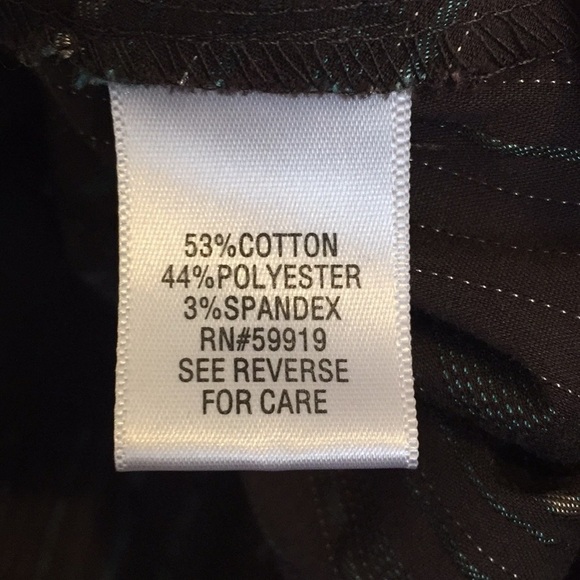 53%COTTON
44%POLYESTER
3%SPANDEX
RN#59919
SEE REVERSE
FOR CARE